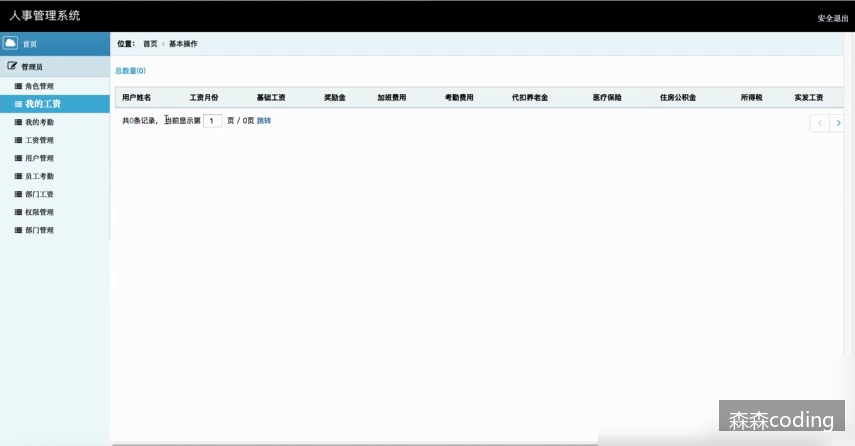 人事管理系统
安全退出
首页
位置： 首页 › 基本操作
管理员
总数量(0)
角色管理
我的工资
用户姓名 工资月份 基础工资 奖励金 加班费用 考勤费用 代扣养老金 医疗保险 住房公积金 所得税 实发工资
我的考勤
共0条记录， 当前显示第 1 页 / 0页 跳转
工资管理
用户管理
员工考勤
部门工资
权限管理
部门管理
森森coding